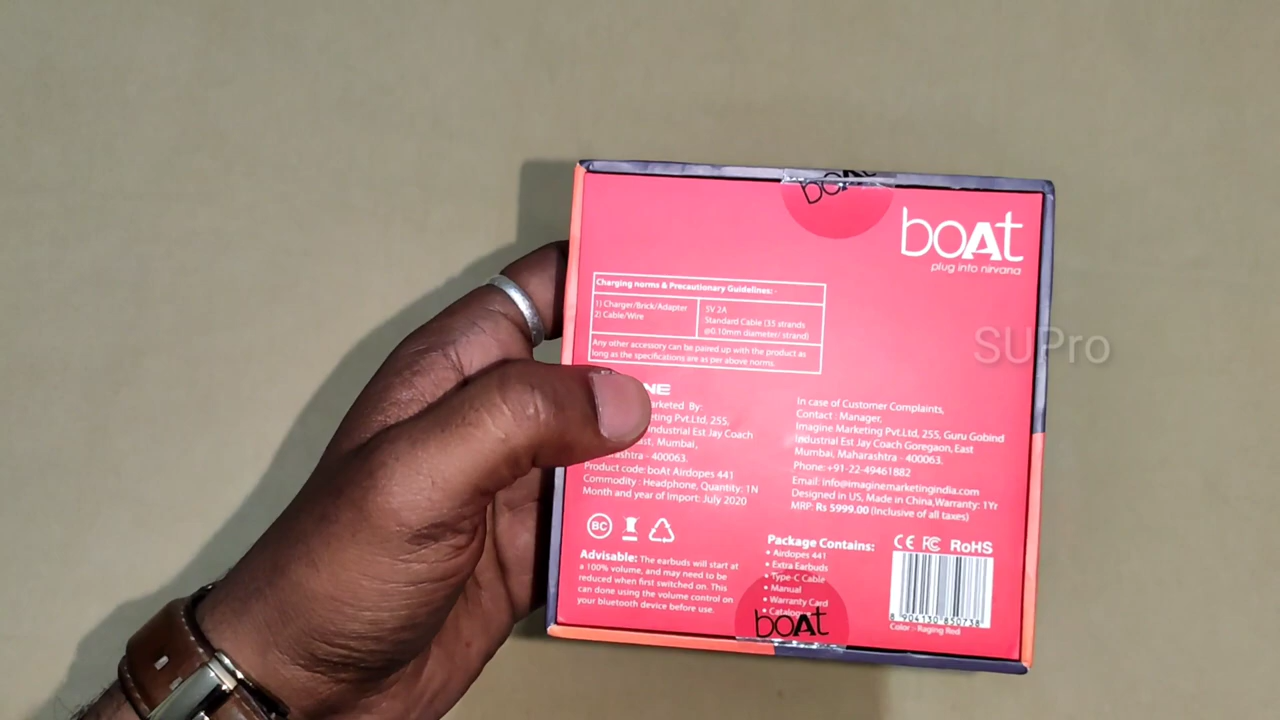 boAt
boAt
plug into nirvana
Charging norms & Precautionary Guidelines: -
1) Charger/Brick/Adapter
2) Cable/Wire
5V 2A
Standard Cable (35 strands
@0.10mm diameter/ strand)
Any other accessory can be paired up with the product as
long as the specifications are as per above norms.
SUPro
NE
arketed By:
eting Pvt.Ltd, 255,
Industrial Est Jay Coach
st, Mumbai,
rashtra - 400063.
Product code: boAt Airdopes 441
Commodity : Headphone, Quantity: 1N
Month and year of Import: July 2020
In case of Customer Complaints,
Contact : Manager,
Imagine Marketing Pvt.Ltd, 255, Guru Gobind
Industrial Est Jay Coach Goregaon, East
Mumbai, Maharashtra - 400063.
Phone:+91-22-49461882
Email: info@imaginemarketingindia.com
Designed in US, Made in China,Warranty: 1Yr
MRP: Rs 5999.00 (Inclusive of all taxes)
BC
Advisable: The earbuds will start at
a 100% volume, and may need to be
reduced when first switched on. This
can done using the volume control on
your bluetooth device before use.
Package Contains:
• Airdopes 441
• Extra Earbuds
• Type-C Cable
• Manual
• Warranty Card
• Catalo
boAt
CE FC RoHS
8 904130 850738
Color :- Raging Red